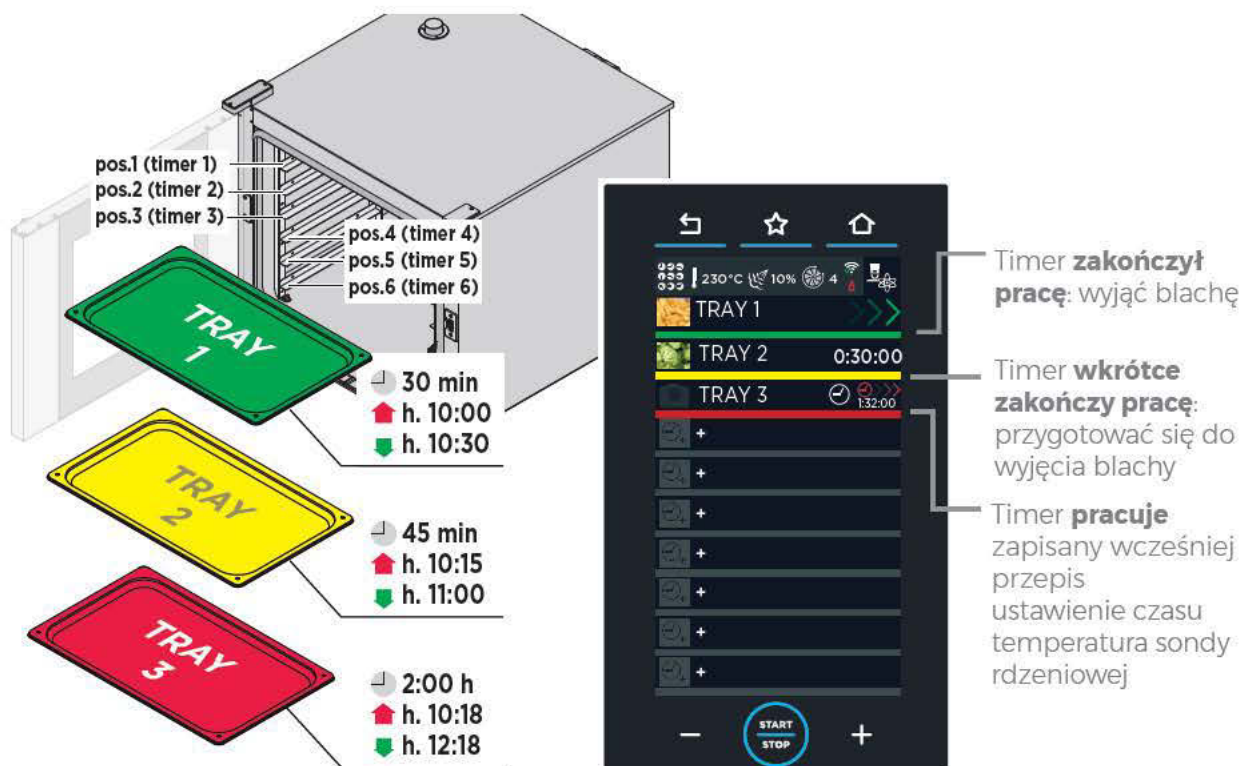 pos.1 (timer 1)
pos.2 (timer 2)
pos.3 (timer 3)
pos.4 (timer 4)
pos.5 (timer 5)
pos.6 (timer 6)
TRAY
1
30 min
h. 10:00
h. 10:30
TRAY
2
45 min
h. 10:15
h. 11:00
TRAY
3
2:00 h
h. 10:18
h. 12:18
230°C 10% 4
TRAY 1
TRAY 2 0:30:00
TRAY 3
1:32:00
+
+
+
+
+
+
+
− START +
STOP
Timer zakończył
pracę: wyjąć blachę
Timer wkrótce
zakończy pracę:
przygotować się do
wyjęcia blachy
Timer pracuje
zapisany wcześniej
przepis
ustawienie czasu
temperatura sondy
rdzeniowej